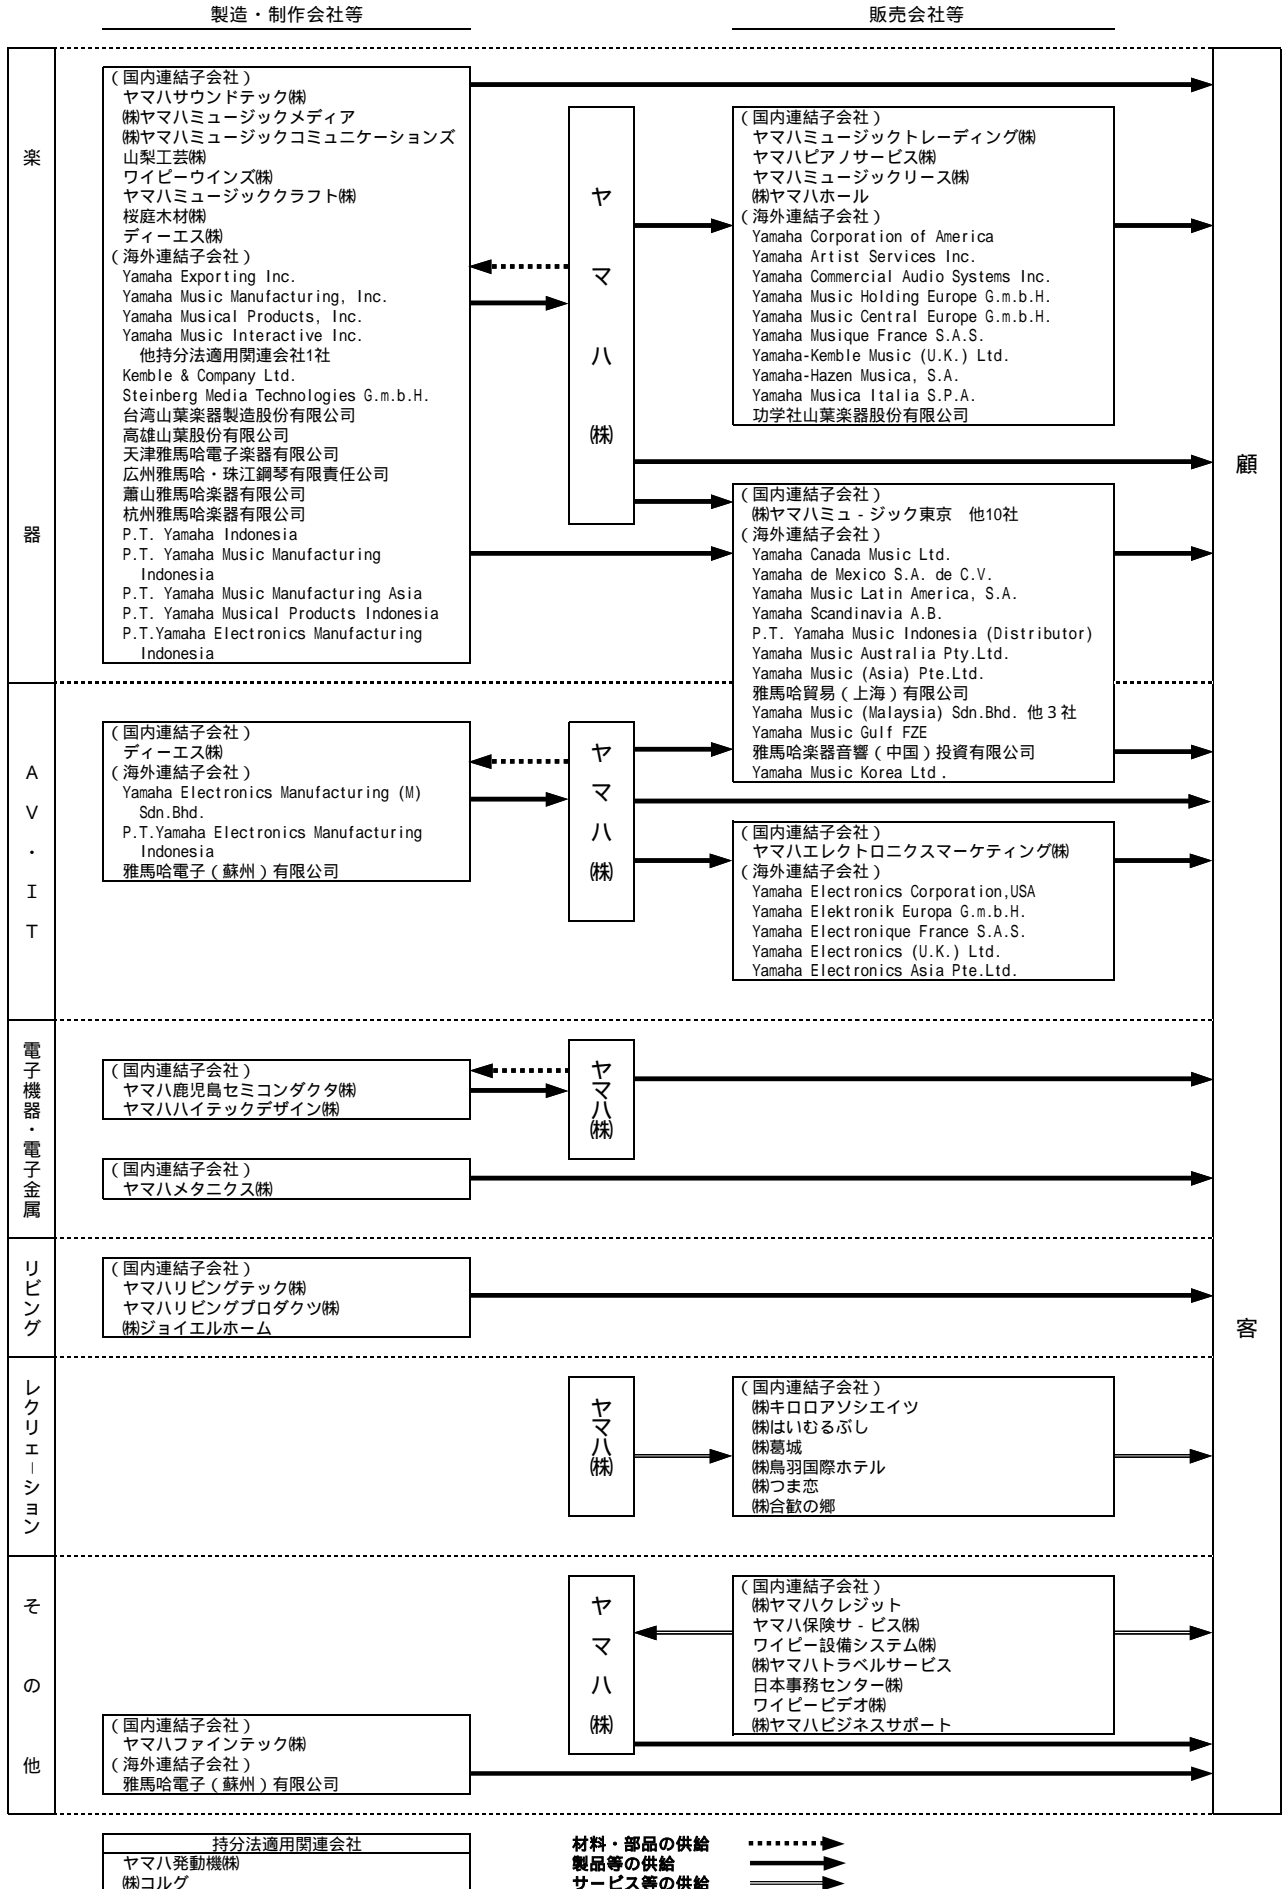 製造・制作会社等
販売会社等
楽器
(国内連結子会社)
ヤマハサウンドテック㈱
㈱ヤマハミュージックメディア
㈱ヤマハミュージックコミュニケーションズ
山梨工芸㈱
ワイピーウインズ㈱
ヤマハミュージッククラフト㈱
桜庭木材㈱
ディーエス㈱
(海外連結子会社)
Yamaha Exporting Inc.
Yamaha Music Manufacturing, Inc.
Yamaha Musical Products, Inc.
Yamaha Music Interactive Inc.
他持分法適用関連会社1社
Kemble & Company Ltd.
Steinberg Media Technologies G.m.b.H.
台湾山葉楽器製造股份有限公司
高雄山葉股份有限公司
天津雅馬哈電子楽器有限公司
広州雅馬哈・珠江鋼琴有限責任公司
蕭山雅馬哈楽器有限公司
杭州雅馬哈楽器有限公司
P.T. Yamaha Indonesia
P.T. Yamaha Music Manufacturing
Indonesia
P.T. Yamaha Music Manufacturing Asia
P.T. Yamaha Musical Products Indonesia
P.T.Yamaha Electronics Manufacturing
Indonesia
ヤマハ㈱
(国内連結子会社)
ヤマハミュージックトレーディング㈱
ヤマハピアノサービス㈱
ヤマハミュージックリース㈱
㈱ヤマハホール
(海外連結子会社)
Yamaha Corporation of America
Yamaha Artist Services Inc.
Yamaha Commercial Audio Systems Inc.
Yamaha Music Holding Europe G.m.b.H.
Yamaha Music Central Europe G.m.b.H.
Yamaha Musique France S.A.S.
Yamaha-Kemble Music (U.K.) Ltd.
Yamaha-Hazen Musica, S.A.
Yamaha Musica Italia S.P.A.
功学社山葉楽器股份有限公司
(国内連結子会社)
㈱ヤマハミュ-ジック東京 他10社
(海外連結子会社)
Yamaha Canada Music Ltd.
Yamaha de Mexico S.A. de C.V.
Yamaha Music Latin America, S.A.
Yamaha Scandinavia A.B.
P.T. Yamaha Music Indonesia (Distributor)
Yamaha Music Australia Pty.Ltd.
Yamaha Music (Asia) Pte.Ltd.
雅馬哈貿易(上海)有限公司
Yamaha Music (Malaysia) Sdn.Bhd. 他3社
Yamaha Music Gulf FZE
雅馬哈楽器音響(中国)投資有限公司
Yamaha Music Korea Ltd.
顧客
AV・IT
(国内連結子会社)
ディーエス㈱
(海外連結子会社)
Yamaha Electronics Manufacturing (M)
Sdn.Bhd.
P.T.Yamaha Electronics Manufacturing
Indonesia
雅馬哈電子(蘇州)有限公司
ヤマハ㈱
(国内連結子会社)
ヤマハエレクトロニクスマーケティング㈱
(海外連結子会社)
Yamaha Electronics Corporation,USA
Yamaha Elektronik Europa G.m.b.H.
Yamaha Electronique France S.A.S.
Yamaha Electronics (U.K.) Ltd.
Yamaha Electronics Asia Pte.Ltd.
電子機器・電子金属
(国内連結子会社)
ヤマハ鹿児島セミコンダクタ㈱
ヤマハハイテックデザイン㈱
ヤマハ㈱
(国内連結子会社)
ヤマハメタニクス㈱
リビング
(国内連結子会社)
ヤマハリビングテック㈱
ヤマハリビングプロダクツ㈱
㈱ジョイエルホーム
レクリェーション
ヤマハ㈱
(国内連結子会社)
㈱キロロアソシエイツ
㈱はいむるぶし
㈱葛城
㈱鳥羽国際ホテル
㈱つま恋
㈱合歓の郷
その他
ヤマハ㈱
(国内連結子会社)
㈱ヤマハクレジット
ヤマハ保険サ-ビス㈱
ワイピー設備システム㈱
㈱ヤマハトラベルサービス
日本事務センター㈱
ワイピービデオ㈱
㈱ヤマハビジネスサポート
(国内連結子会社)
ヤマハファインテック㈱
(海外連結子会社)
雅馬哈電子(蘇州)有限公司
持分法適用関連会社
ヤマハ発動機㈱
㈱コルグ
材料・部品の供給
製品等の供給
サービス等の供給